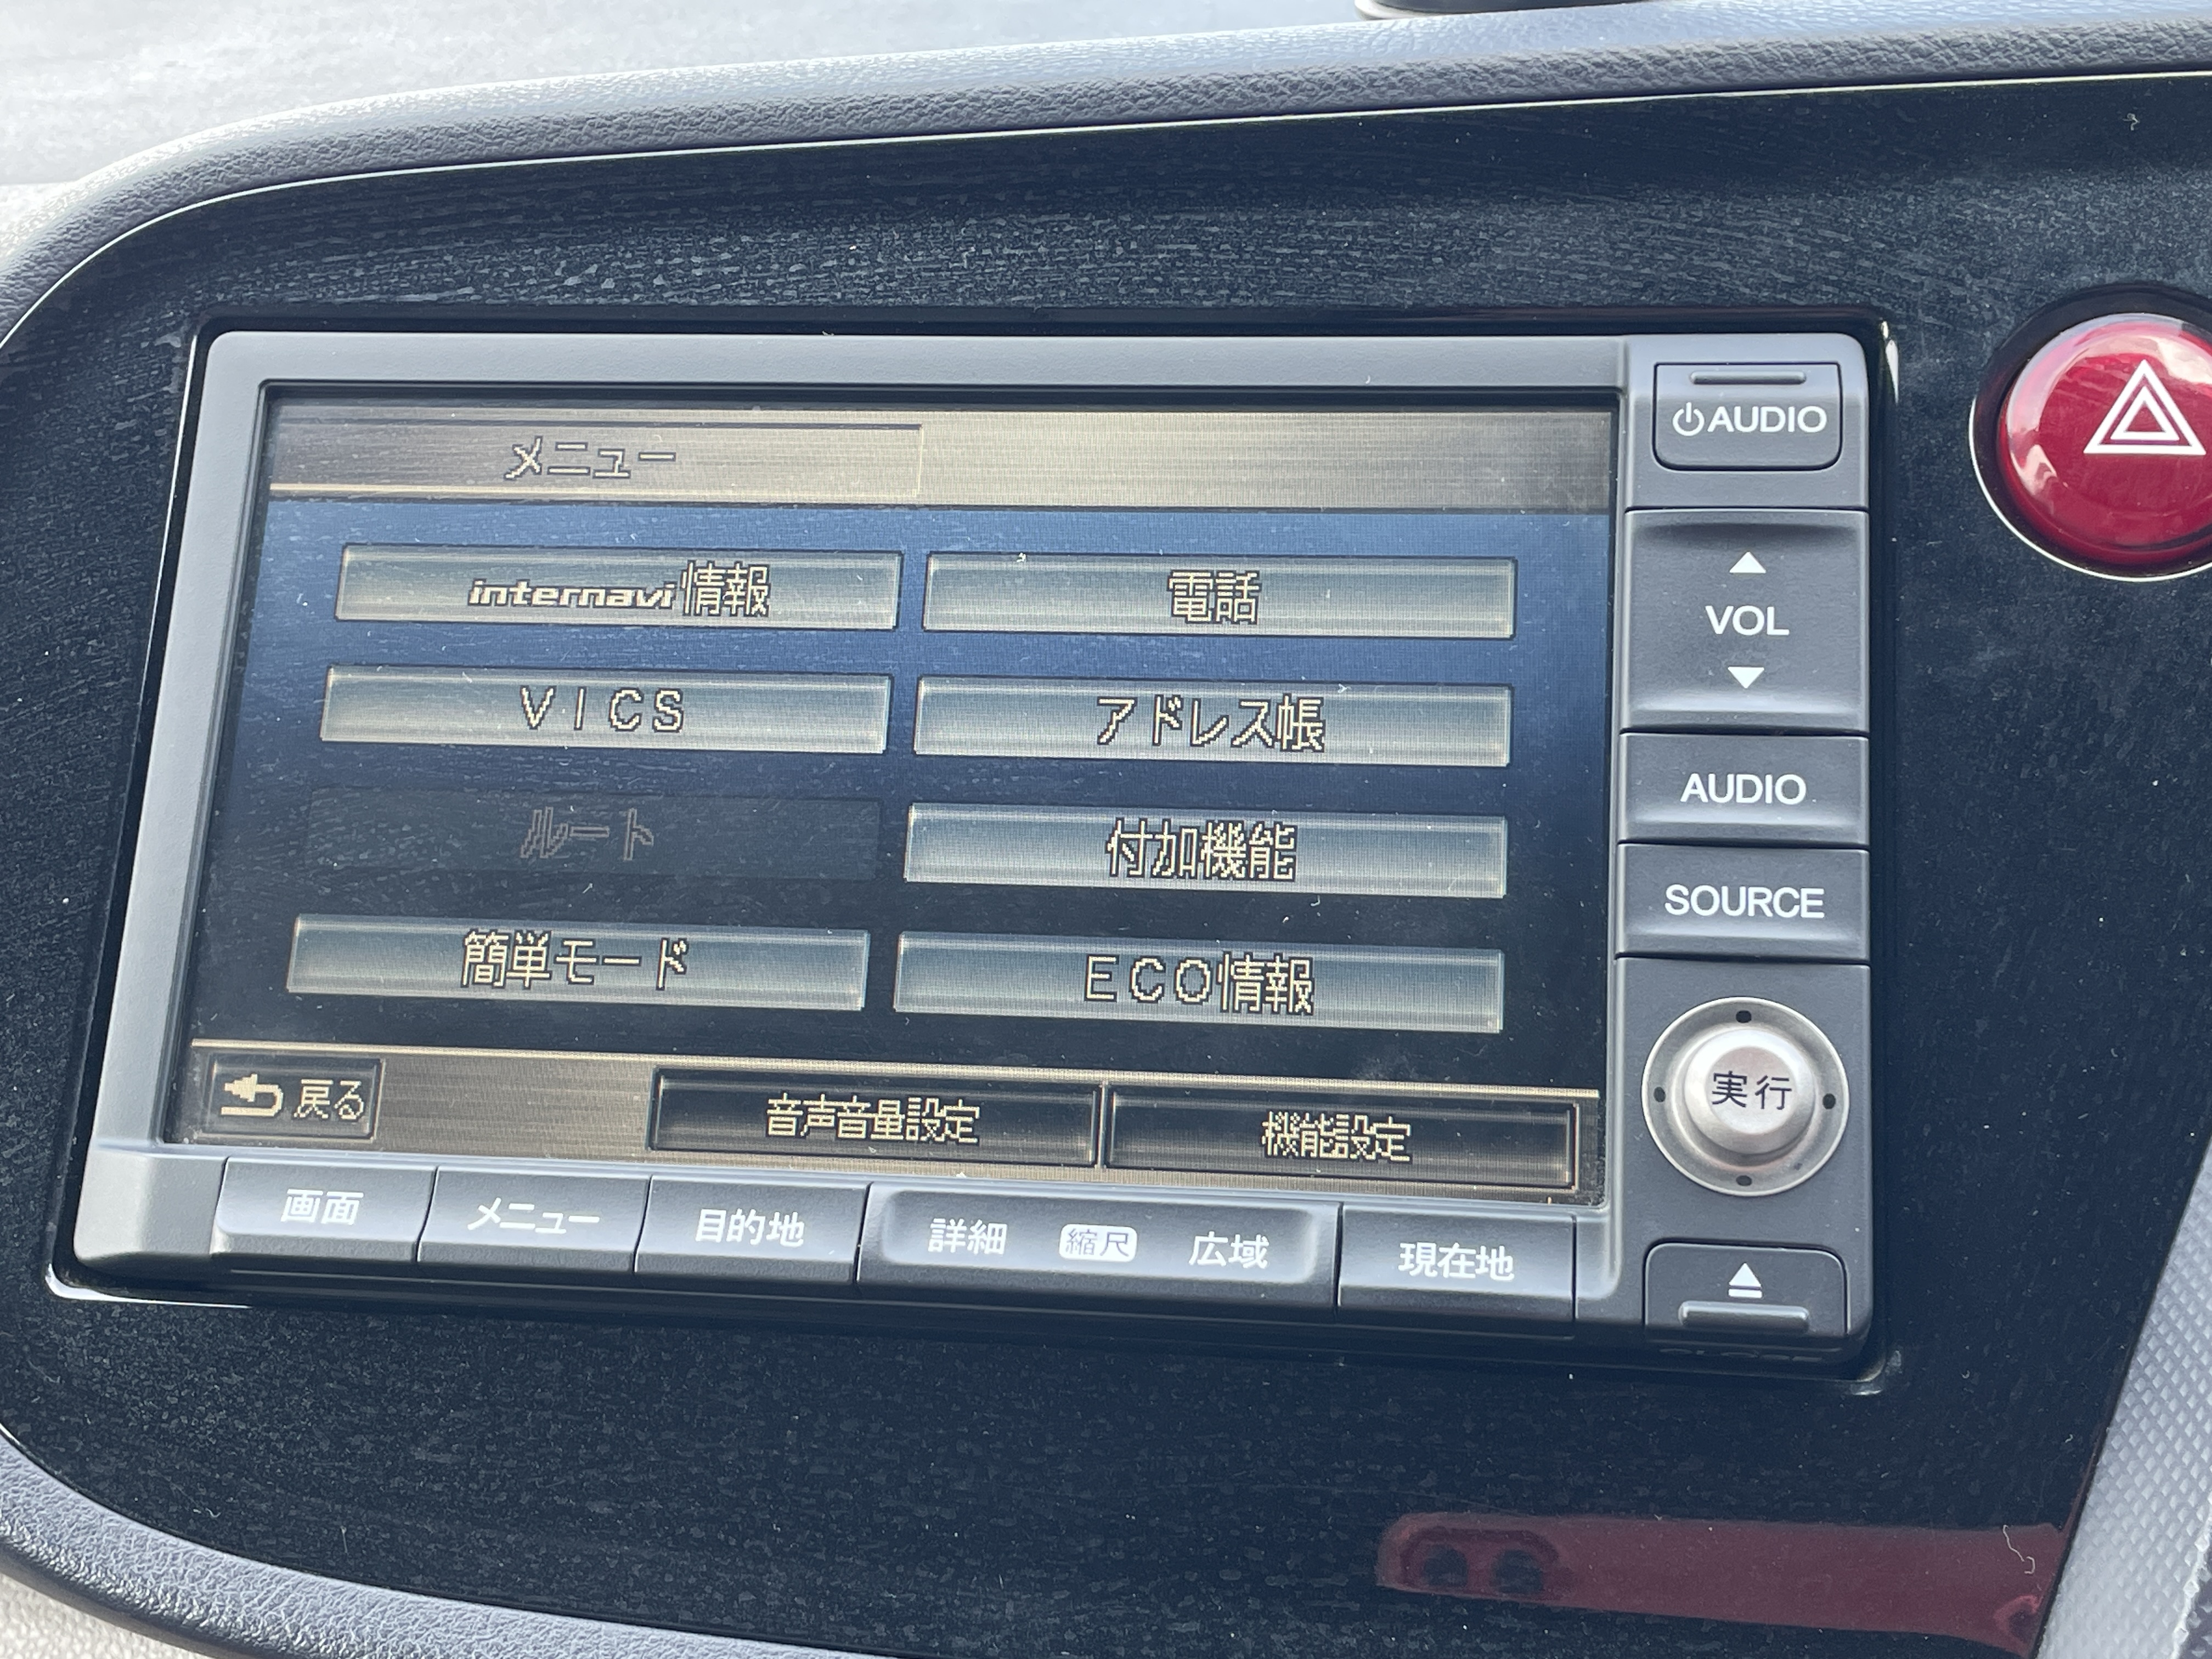 メニュー
internavi情報
電話
VICS
アドレス帳
ルート
付加機能
簡単モード
ECO情報
戻る
音声音量設定
機能設定
画面
メニュー
目的地
詳細 縮尺 広域
現在地
AUDIO
VOL
AUDIO
SOURCE
実行